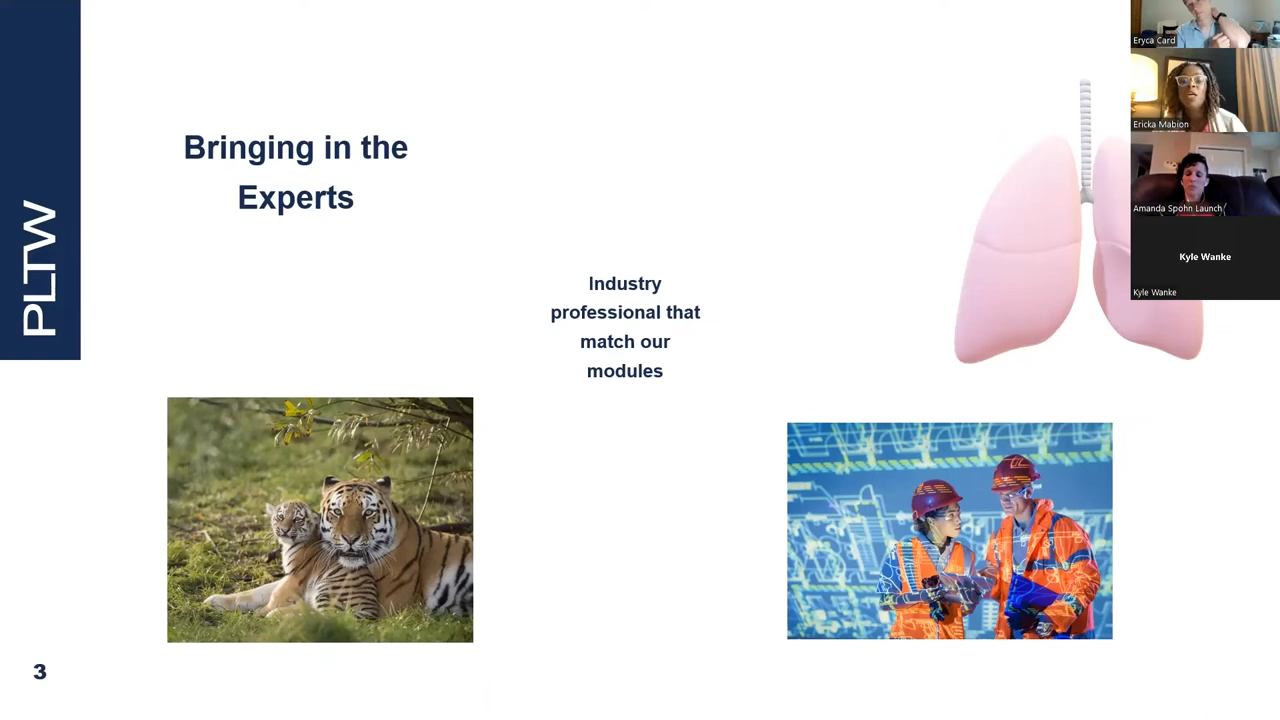 PLTW
Bringing in the
Experts
Industry
professional that
match our
modules
3
Eryca Card
Ericka Mabion
Amanda Spohn Launch
Kyle Wanke
Kyle Wanke